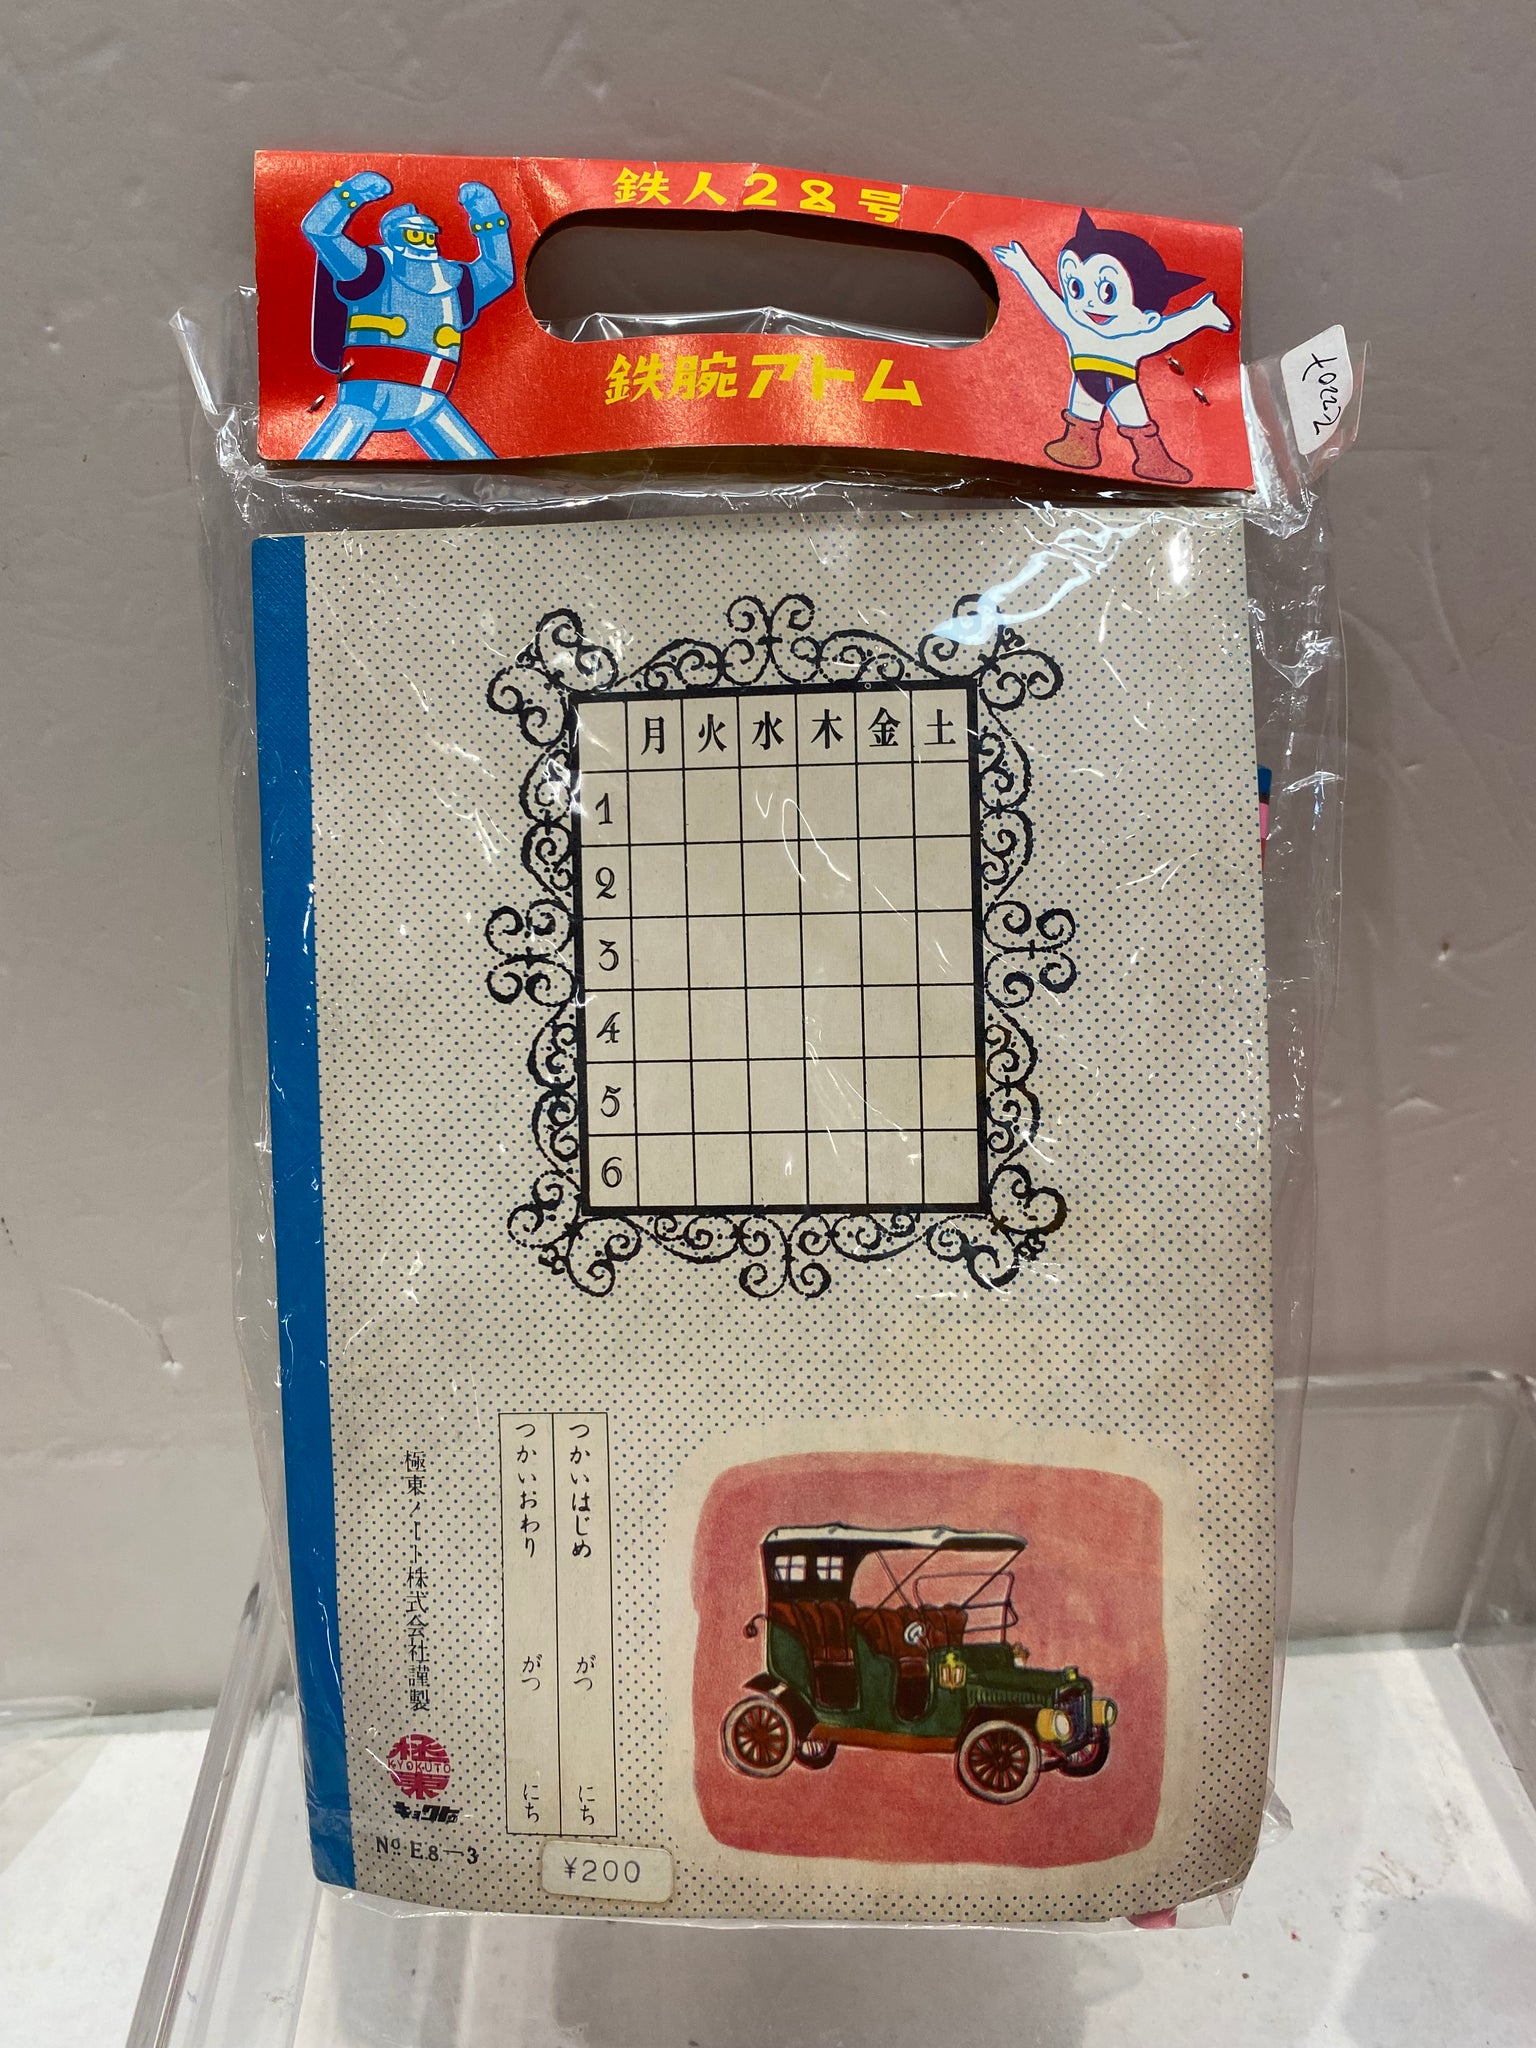 鉄人28号
鉄腕アトム
月 火 水 木 金 土
1
2
3
4
5
6
つかいはじめ がつ にち
つかいおわり がつ にち
極東ノート株式会社謹製
極東
KYOKUTO
キョクトウ
No. E.8-3
¥200